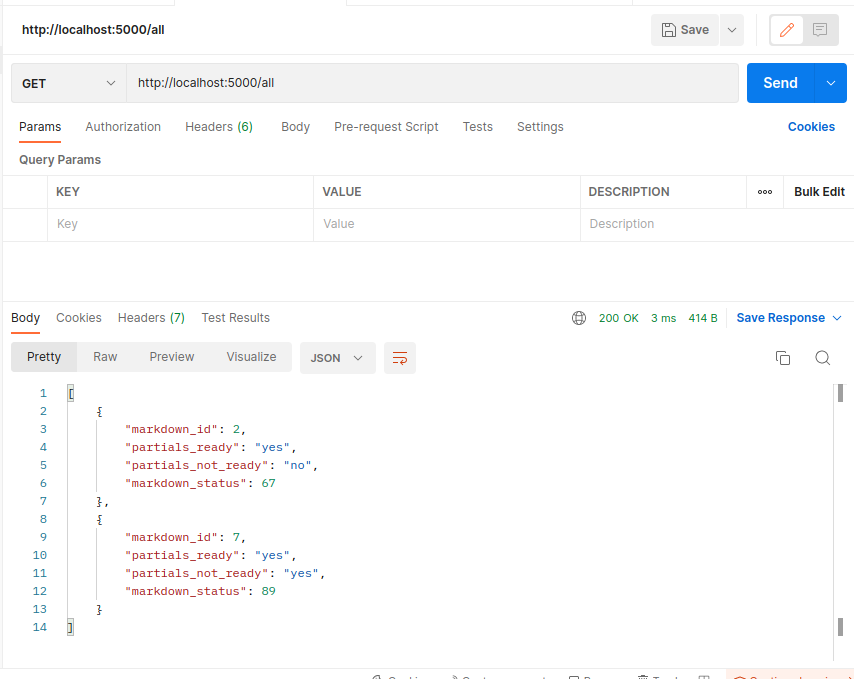 http://localhost:5000/all
Save
GET http://localhost:5000/all Send
Params Authorization Headers (6) Body Pre-request Script Tests Settings Cookies
Query Params
KEY VALUE DESCRIPTION Bulk Edit
Key Value Description
Body Cookies Headers (7) Test Results 200 OK 3 ms 414 B Save Response
Pretty Raw Preview Visualize JSON
1 [
2 {
3 "markdown_id": 2,
4 "partials_ready": "yes",
5 "partials_not_ready": "no",
6 "markdown_status": 67
7 },
8 {
9 "markdown_id": 7,
10 "partials_ready": "yes",
11 "partials_not_ready": "yes",
12 "markdown_status": 89
13 }
14 ]